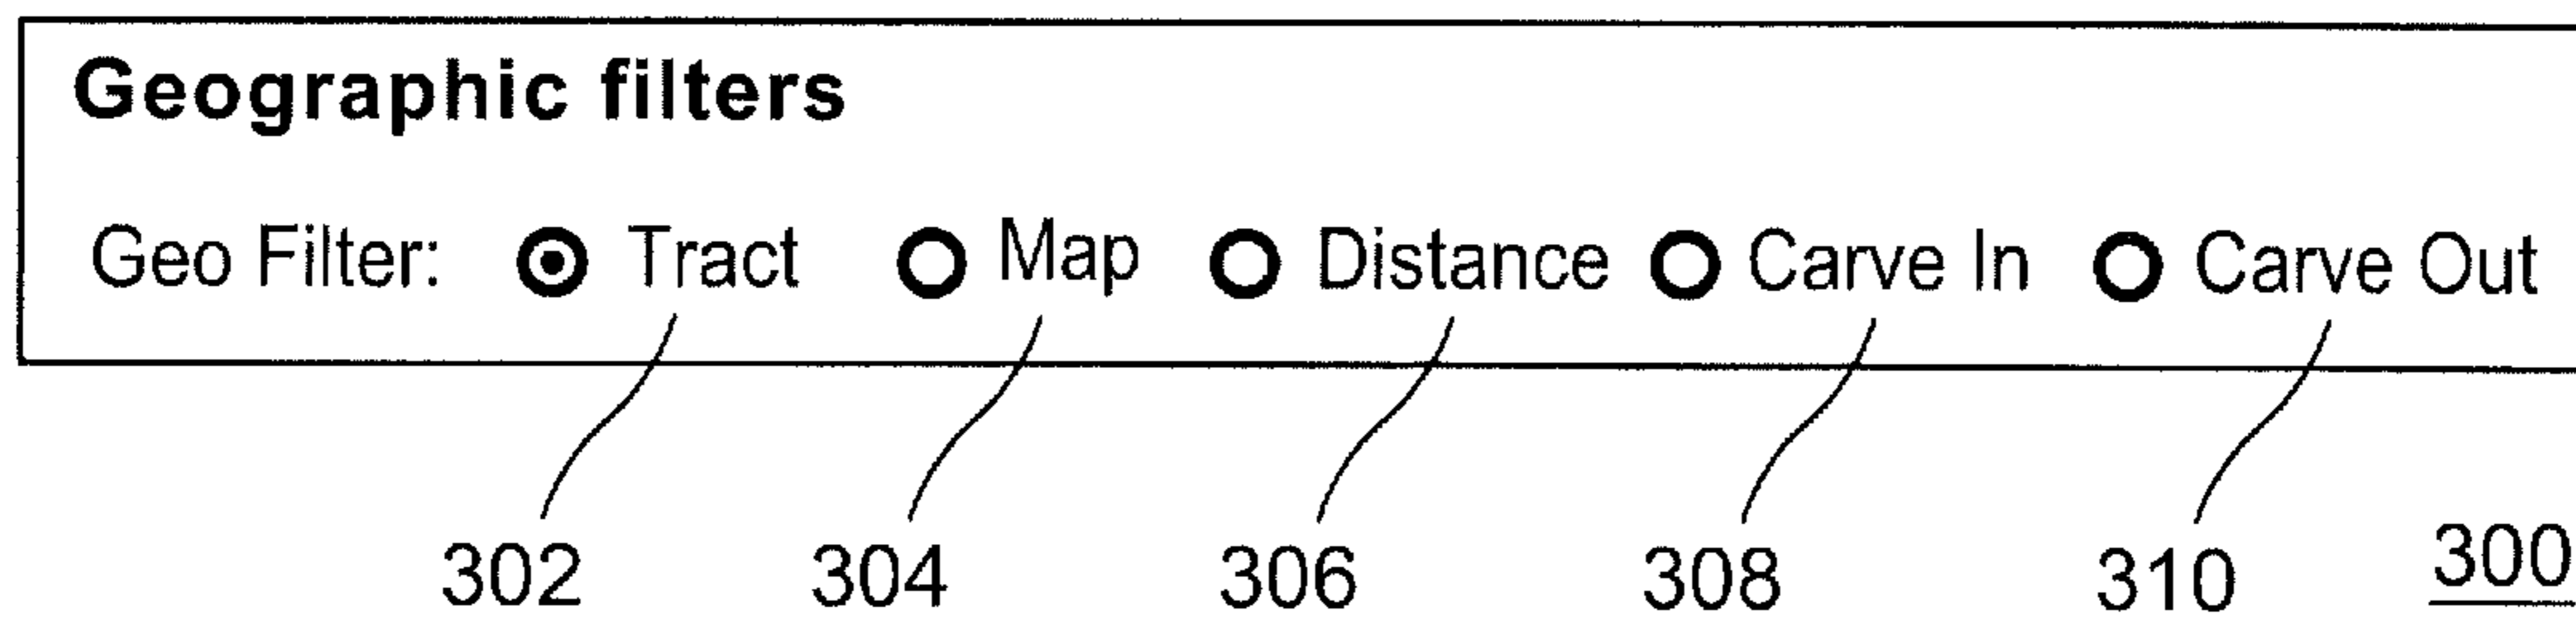 Geographic filters
Geo Filter: Tract Map Distance Carve In Carve Out
302 304 306 308 310 300